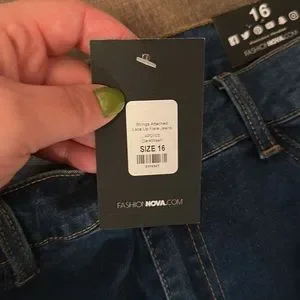 16
FASHIONNOVA.COM
Strings Attached
Lace Up Flare Jeans
SIZE 16
FASHIONNOVA.COM